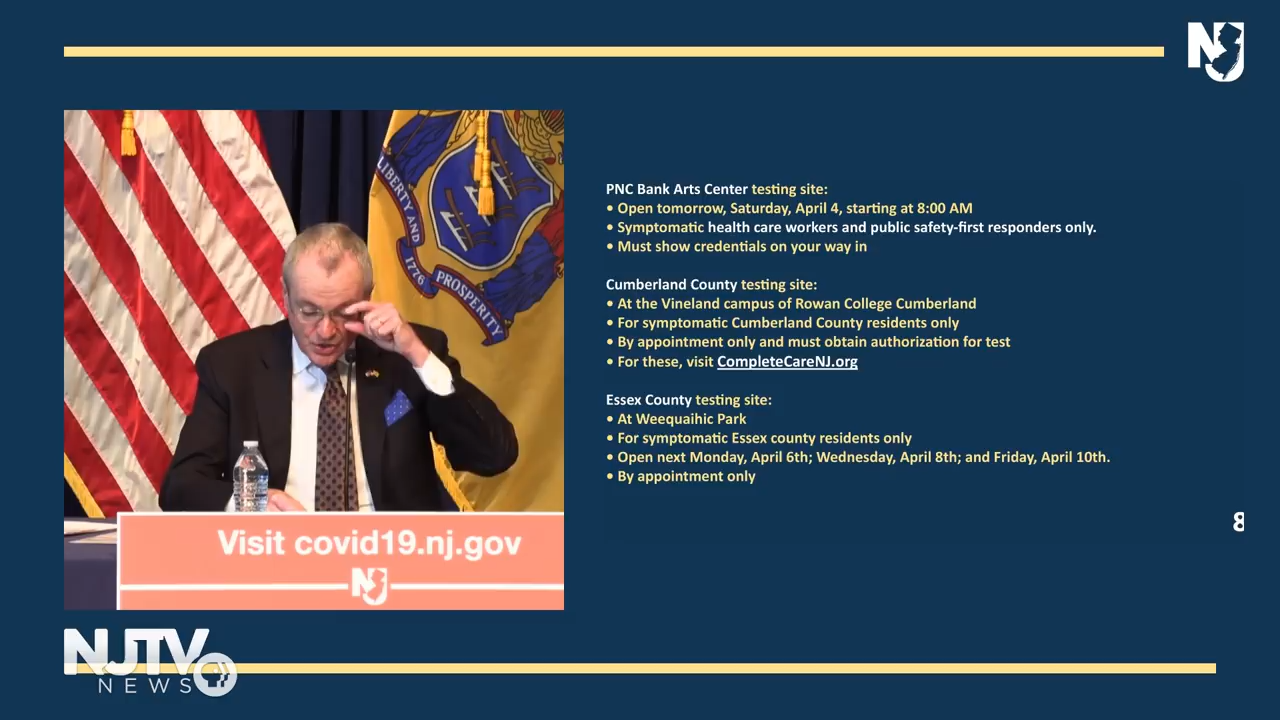 NJ
LIBERTY AND
1776
PROSPERITY
PNC Bank Arts Center testing site:
• Open tomorrow, Saturday, April 4, starting at 8:00 AM
• Symptomatic health care workers and public safety-first responders only.
• Must show credentials on your way in
Cumberland County testing site:
• At the Vineland campus of Rowan College Cumberland
• For symptomatic Cumberland County residents only
• By appointment only and must obtain authorization for test
• For these, visit CompleteCareNJ.org
Essex County testing site:
• At Weequaihic Park
• For symptomatic Essex county residents only
• Open next Monday, April 6th; Wednesday, April 8th; and Friday, April 10th.
• By appointment only
8
Visit covid19.nj.gov
NJ
NJTV
NEWS